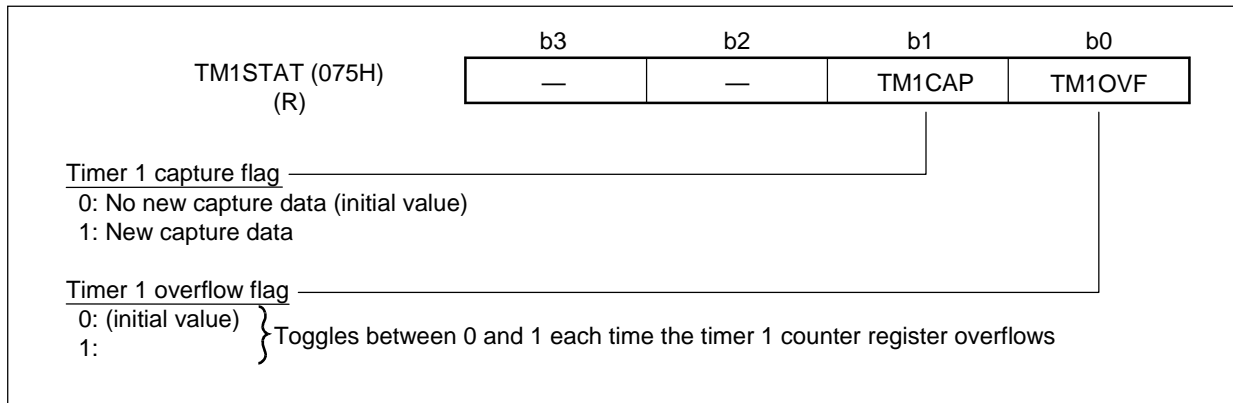 b3 b2 b1 b0
TM1STAT (075H) — — TM1CAP TM1OVF
(R)
Timer 1 capture flag
0: No new capture data (initial value)
1: New capture data
Timer 1 overflow flag
0: (initial value)
1:
Toggles between 0 and 1 each time the timer 1 counter register overflows